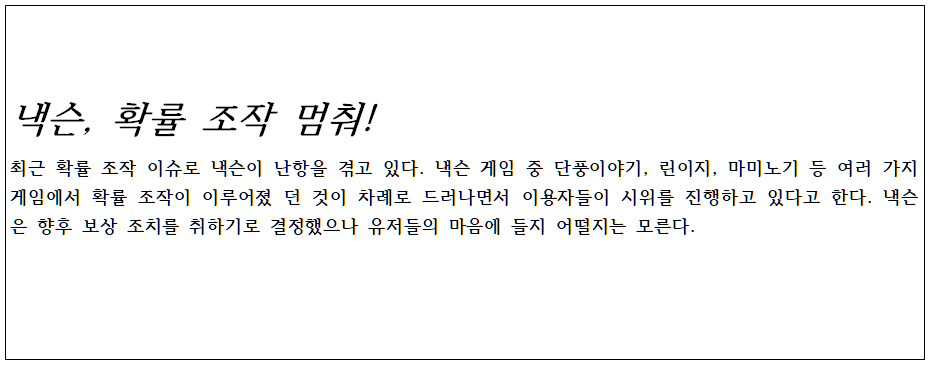 낵슨, 확률 조작 멈춰!
최근 확률 조작 이슈로 낵슨이 난항을 겪고 있다. 낵슨 게임 중 단풍이야기, 린이지, 마미노기 등 여러 가지
게임에서 확률 조작이 이루어졌 던 것이 차례로 드러나면서 이용자들이 시위를 진행하고 있다고 한다. 낵슨
은 향후 보상 조치를 취하기로 결정했으나 유저들의 마음에 들지 어떨지는 모른다.